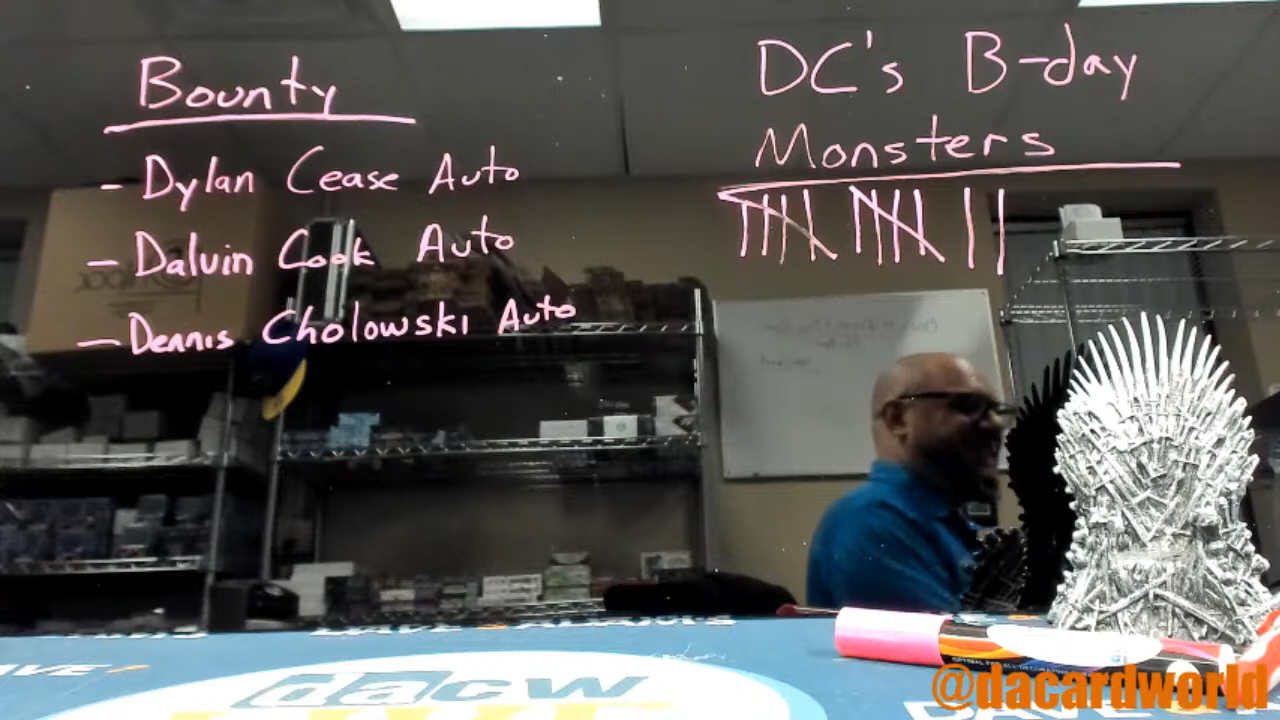 Bounty
- Dylan Cease Auto
- Dalvin Cook Auto
- Dennis Cholowski Auto
DC's B-day
Monsters
dacw
@dacardworld